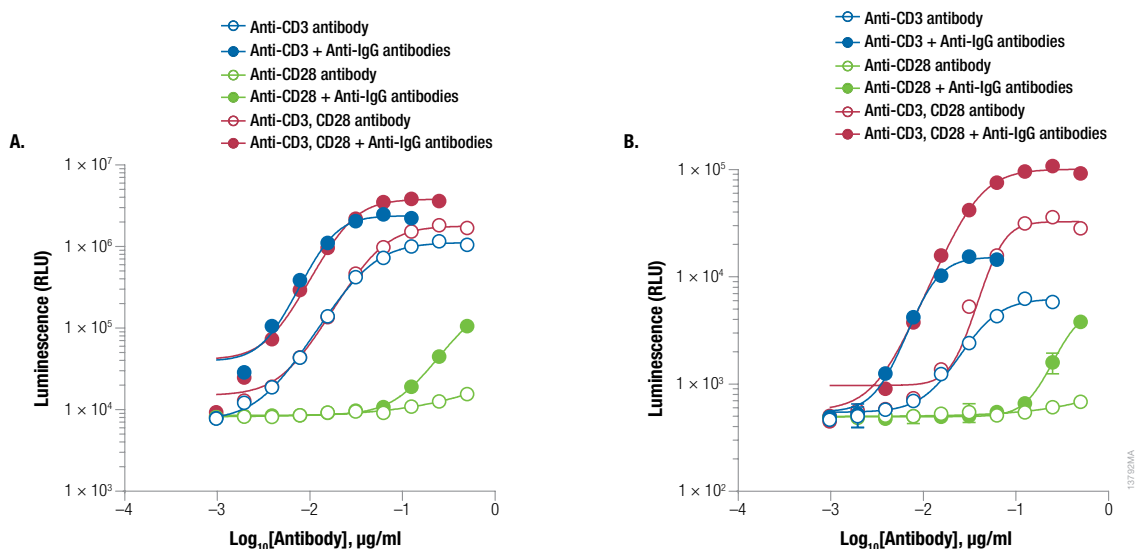 Anti-CD3 antibody
Anti-CD3 + Anti-IgG antibodies
Anti-CD28 antibody
Anti-CD28 + Anti-IgG antibodies
Anti-CD3, CD28 antibody
Anti-CD3, CD28 + Anti-IgG antibodies
A.
1 × 10⁷
1 × 10⁶
1 × 10⁵
1 × 10⁴
1 × 10³
Luminescence (RLU)
–4
–3
–2
–1
0
Log₁₀[Antibody], µg/ml
Anti-CD3 antibody
Anti-CD3 + Anti-IgG antibodies
Anti-CD28 antibody
Anti-CD28 + Anti-IgG antibodies
Anti-CD3, CD28 antibody
Anti-CD3, CD28 + Anti-IgG antibodies
B.
1 × 10⁵
1 × 10⁴
1 × 10³
1 × 10²
Luminescence (RLU)
–4
–3
–2
–1
0
Log₁₀[Antibody], µg/ml
13792MA